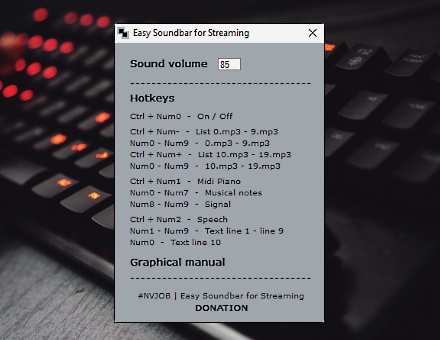 Easy Soundbar for Streaming
Sound volume 85
Hotkeys
Ctrl + Num0 - On / Off
Ctrl + Num- - List 0.mp3 - 9.mp3
Num0 - Num9 - 0.mp3 - 9.mp3
Ctrl + Num+ - List 10.mp3 - 19.mp3
Num0 - Num9 - 10.mp3 - 19.mp3
Ctrl + Num1 - Midi Piano
Num0 - Num7 - Musical notes
Num8 - Num9 - Signal
Ctrl + Num2 - Speech
Num1 - Num9 - Text line 1 - line 9
Num0 - Text line 10
Graphical manual
#NVJOB | Easy Soundbar for Streaming
DONATION